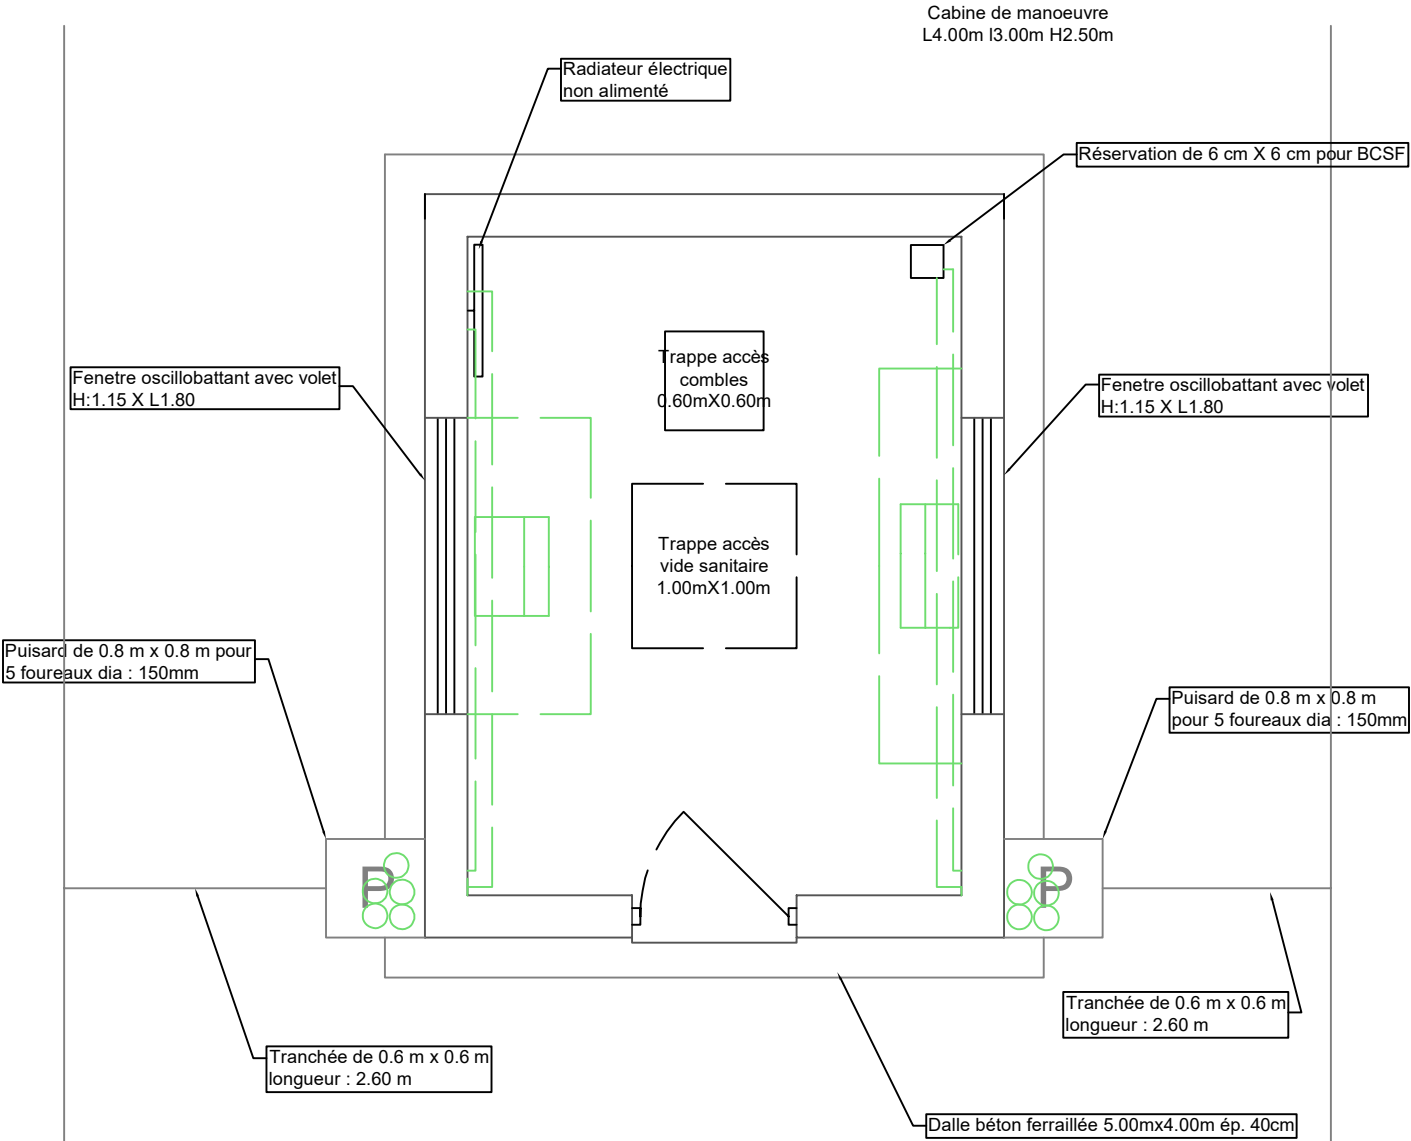 Cabine de manoeuvre
L4.00m l3.00m H2.50m
Radiateur électrique
non alimenté
Réservation de 6 cm X 6 cm pour BCSF
Trappe accès
combles
0.60mX0.60m
Fenetre oscillobattant avec volet
H:1.15 X L1.80
Fenetre oscillobattant avec volet
H:1.15 X L1.80
Trappe accès
vide sanitaire
1.00mX1.00m
Puisard de 0.8 m x 0.8 m pour
5 foureaux dia : 150mm
Puisard de 0.8 m x 0.8 m
pour 5 foureaux dia : 150mm
P
P
Tranchée de 0.6 m x 0.6 m
longueur : 2.60 m
Tranchée de 0.6 m x 0.6 m
longueur : 2.60 m
Dalle béton ferraillée 5.00mx4.00m ép. 40cm